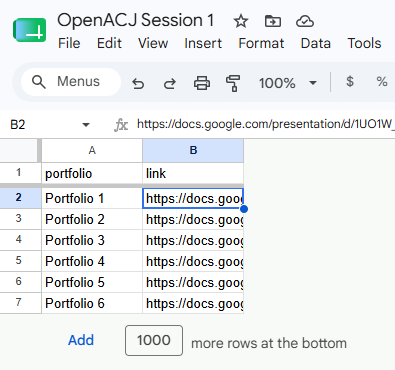 OpenACJ Session 1
File Edit View Insert Format Data Tools
Menus 100% $ %
B2 fx https://docs.google.com/presentation/d/1UO1W_
A B
1 portfolio link
2 Portfolio 1 https://docs.goog
3 Portfolio 2 https://docs.goog
4 Portfolio 3 https://docs.goog
5 Portfolio 4 https://docs.goog
6 Portfolio 5 https://docs.goog
7 Portfolio 6 https://docs.goog
Add 1000 more rows at the bottom